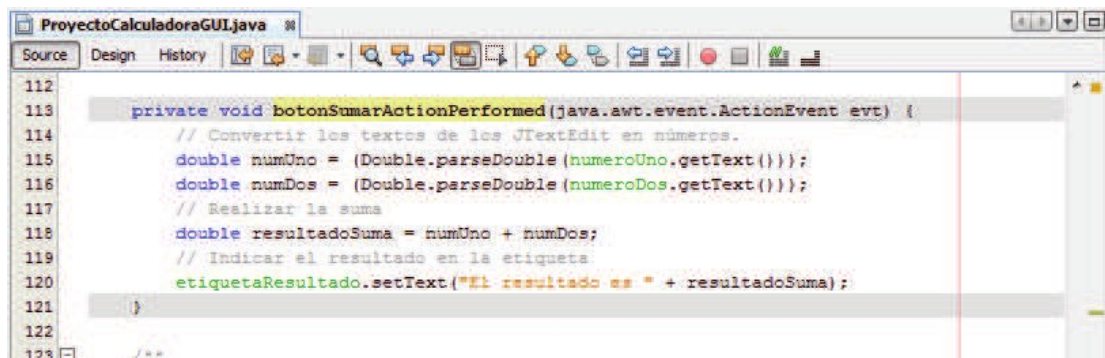 ProyectoCalculadoraGUI.java
Source Design History
112
113 private void botonSumarActionPerformed(java.awt.event.ActionEvent evt) {
114 // Convertir los textos de los JTextEdit en números.
115 double numUno = (Double.parseDouble(numeroUno.getText()));
116 double numDos = (Double.parseDouble(numeroDos.getText()));
117 // Realizar la suma
118 double resultadoSuma = numUno + numDos;
119 // Indicar el resultado en la etiqueta
120 etiquetaResultado.setText("El resultado es " + resultadoSuma);
121 }
122
123 /**